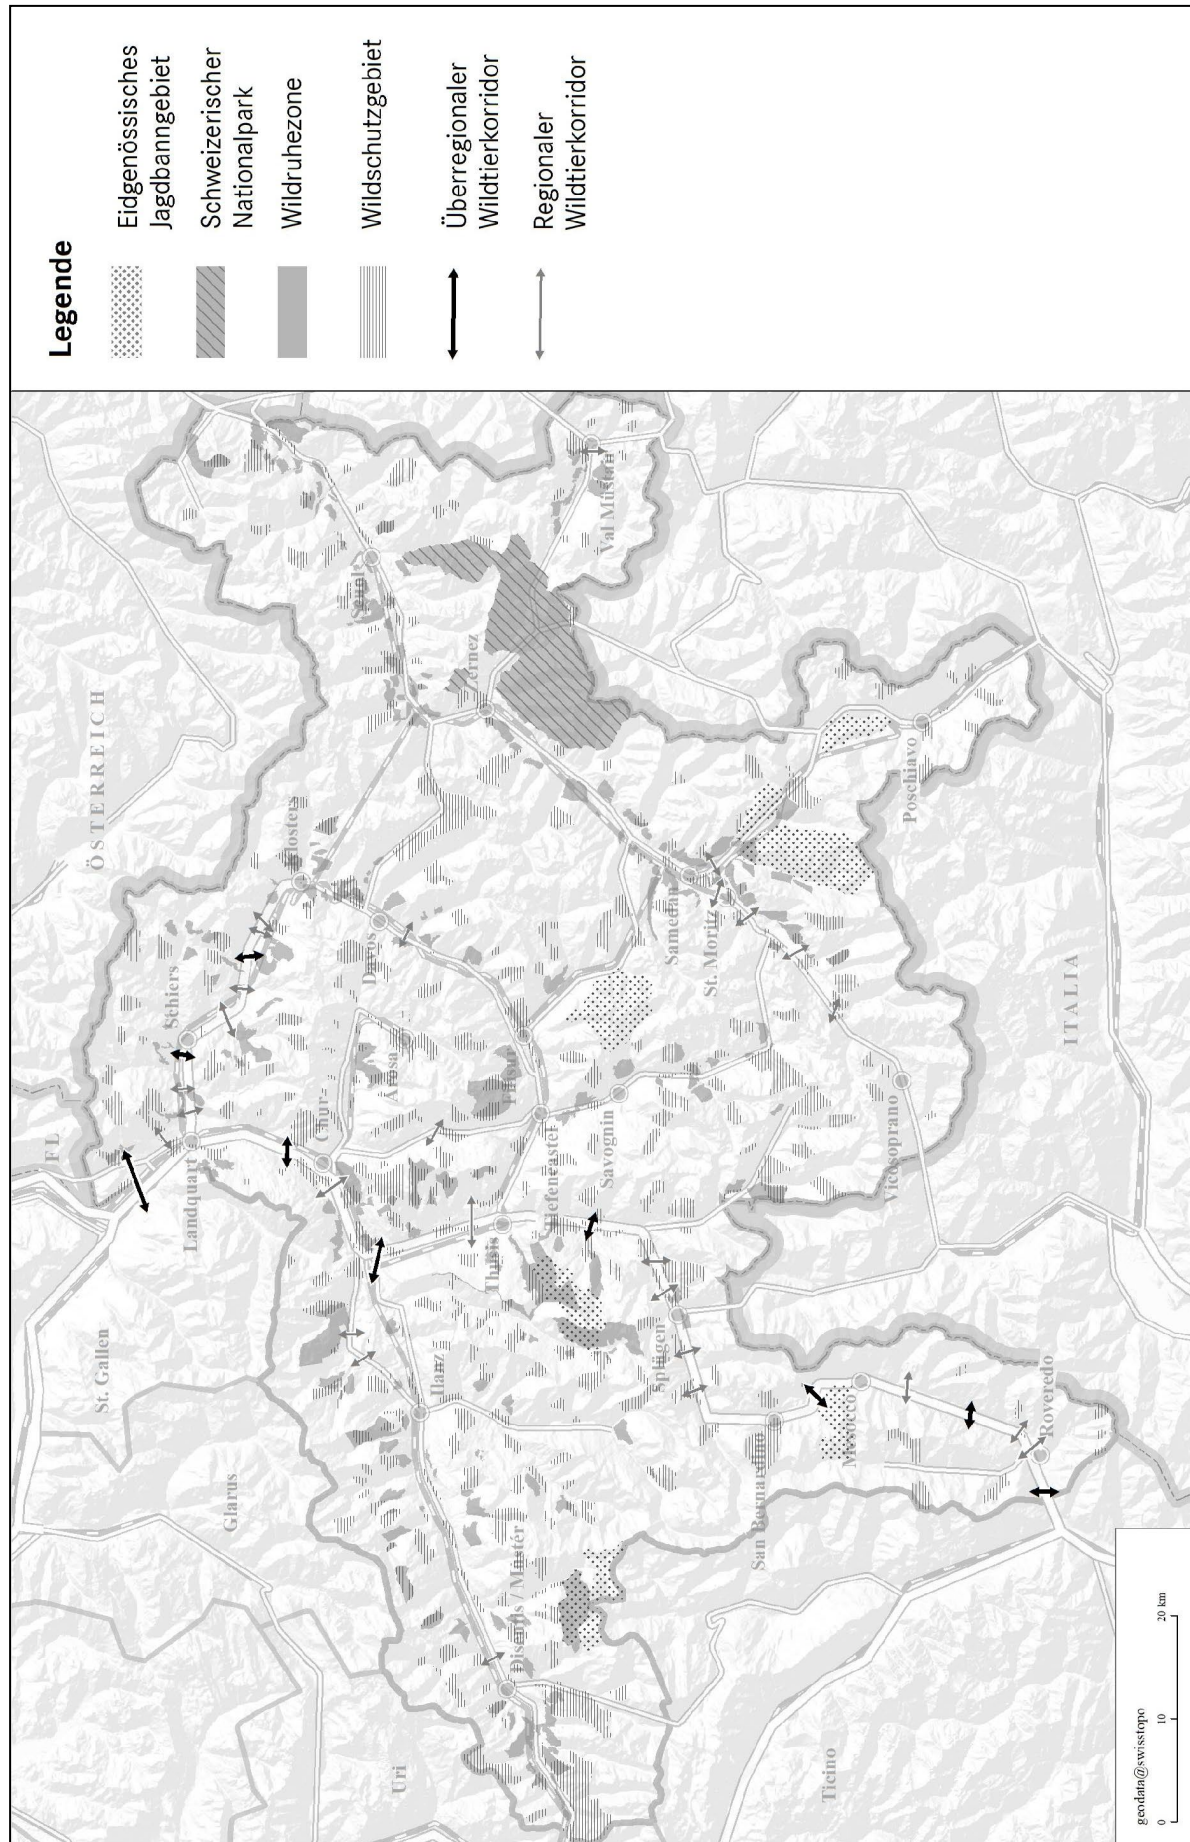 Legende
Eidgenössisches
Jagdbanngebiet
Schweizerischer
Nationalpark
Wildruhezone
Wildschutzgebiet
Überregionaler
Wildtierkorridor
Regionaler
Wildtierkorridor
ÖSTERREICH
FL
St. Gallen
Glarus
Uri
Ticino
ITALIA
Schiers
Klosters
Landquart
Chur
Arosa
Davos
Scuol
Zernez
Val Müstair
Filisur
Tiefencastel
Savognin
Thusis
Ilanz
Disentis / Mustér
Splügen
San Bernardino
Mesocco
Roveredo
Vicosoprano
Samedan
St. Moritz
Poschiavo
geodata@swisstopo
0 10 20 km